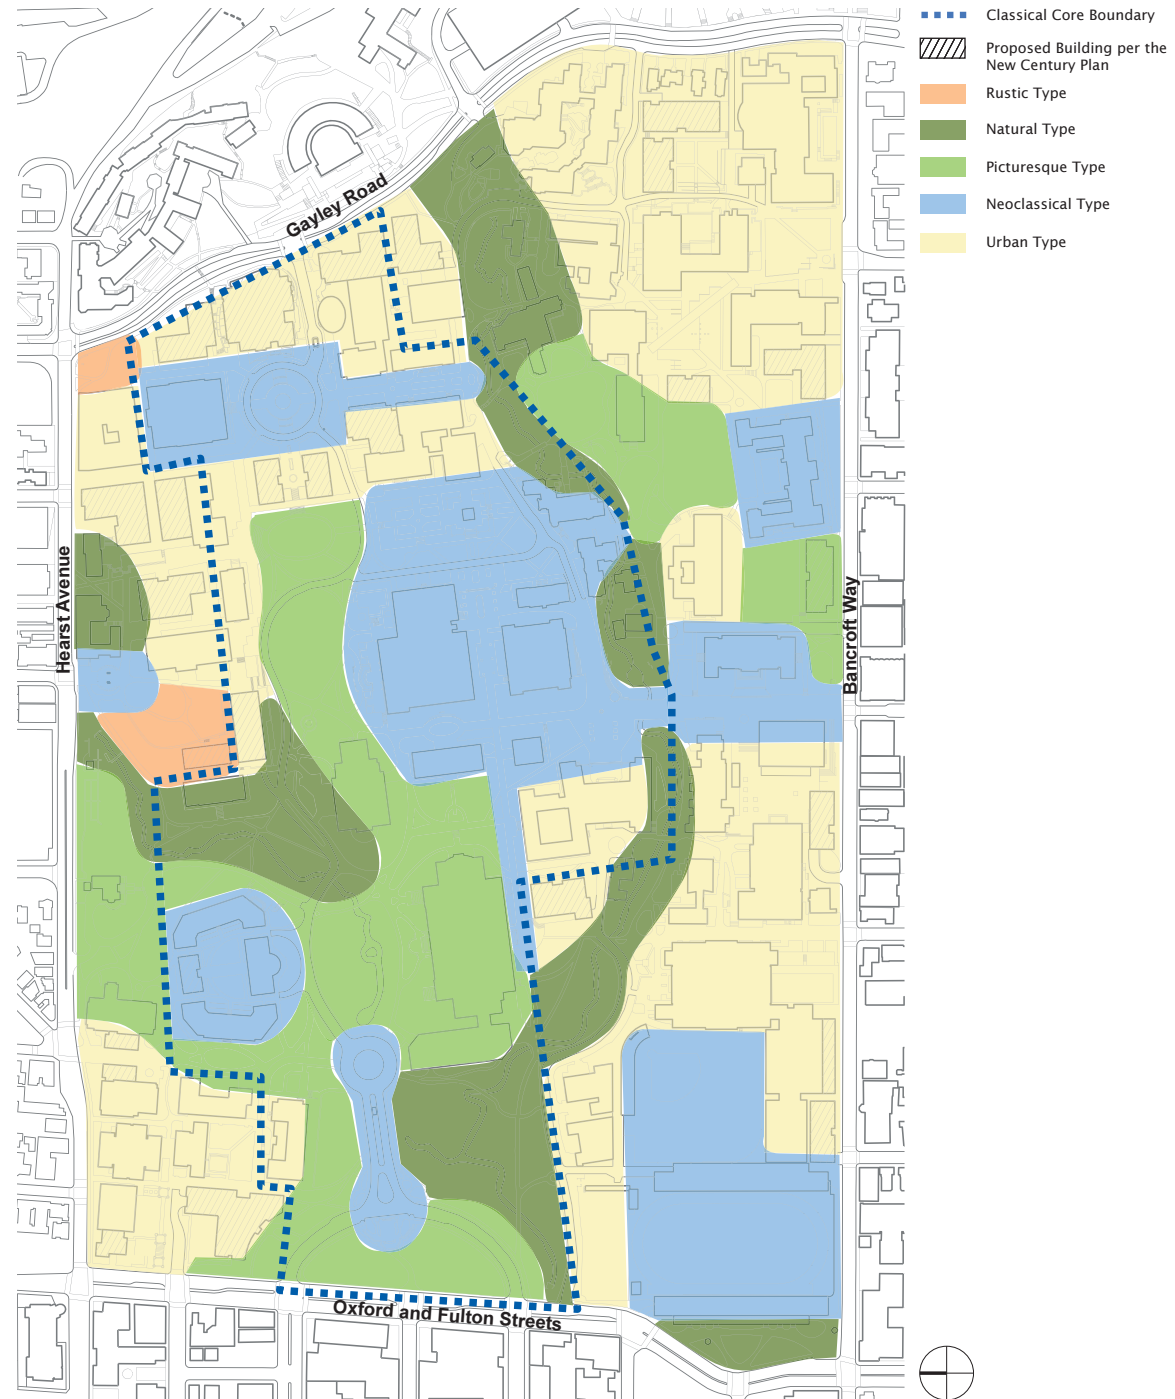 Classical Core Boundary
Proposed Building per the
New Century Plan
Rustic Type
Natural Type
Picturesque Type
Neoclassical Type
Urban Type
Gayley Road
Hearst Avenue
Bancroft Way
Oxford and Fulton Streets